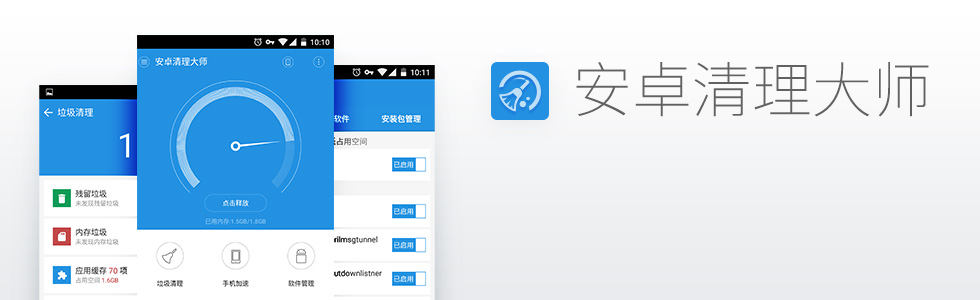 垃圾清理
1
残留垃圾
未发现残留垃圾
内存垃圾
未发现内存垃圾
应用缓存 70 项
占用空间 1.6GB
10:10
安卓清理大师
点击释放
已用内存:1.5GB/1.8GB
垃圾清理
手机加速
软件管理
10:11
软件
安装包管理
占用空间
已启用
已启用
rilmsgtunnel
已启用
utdownlistner
已启用
安卓清理大师